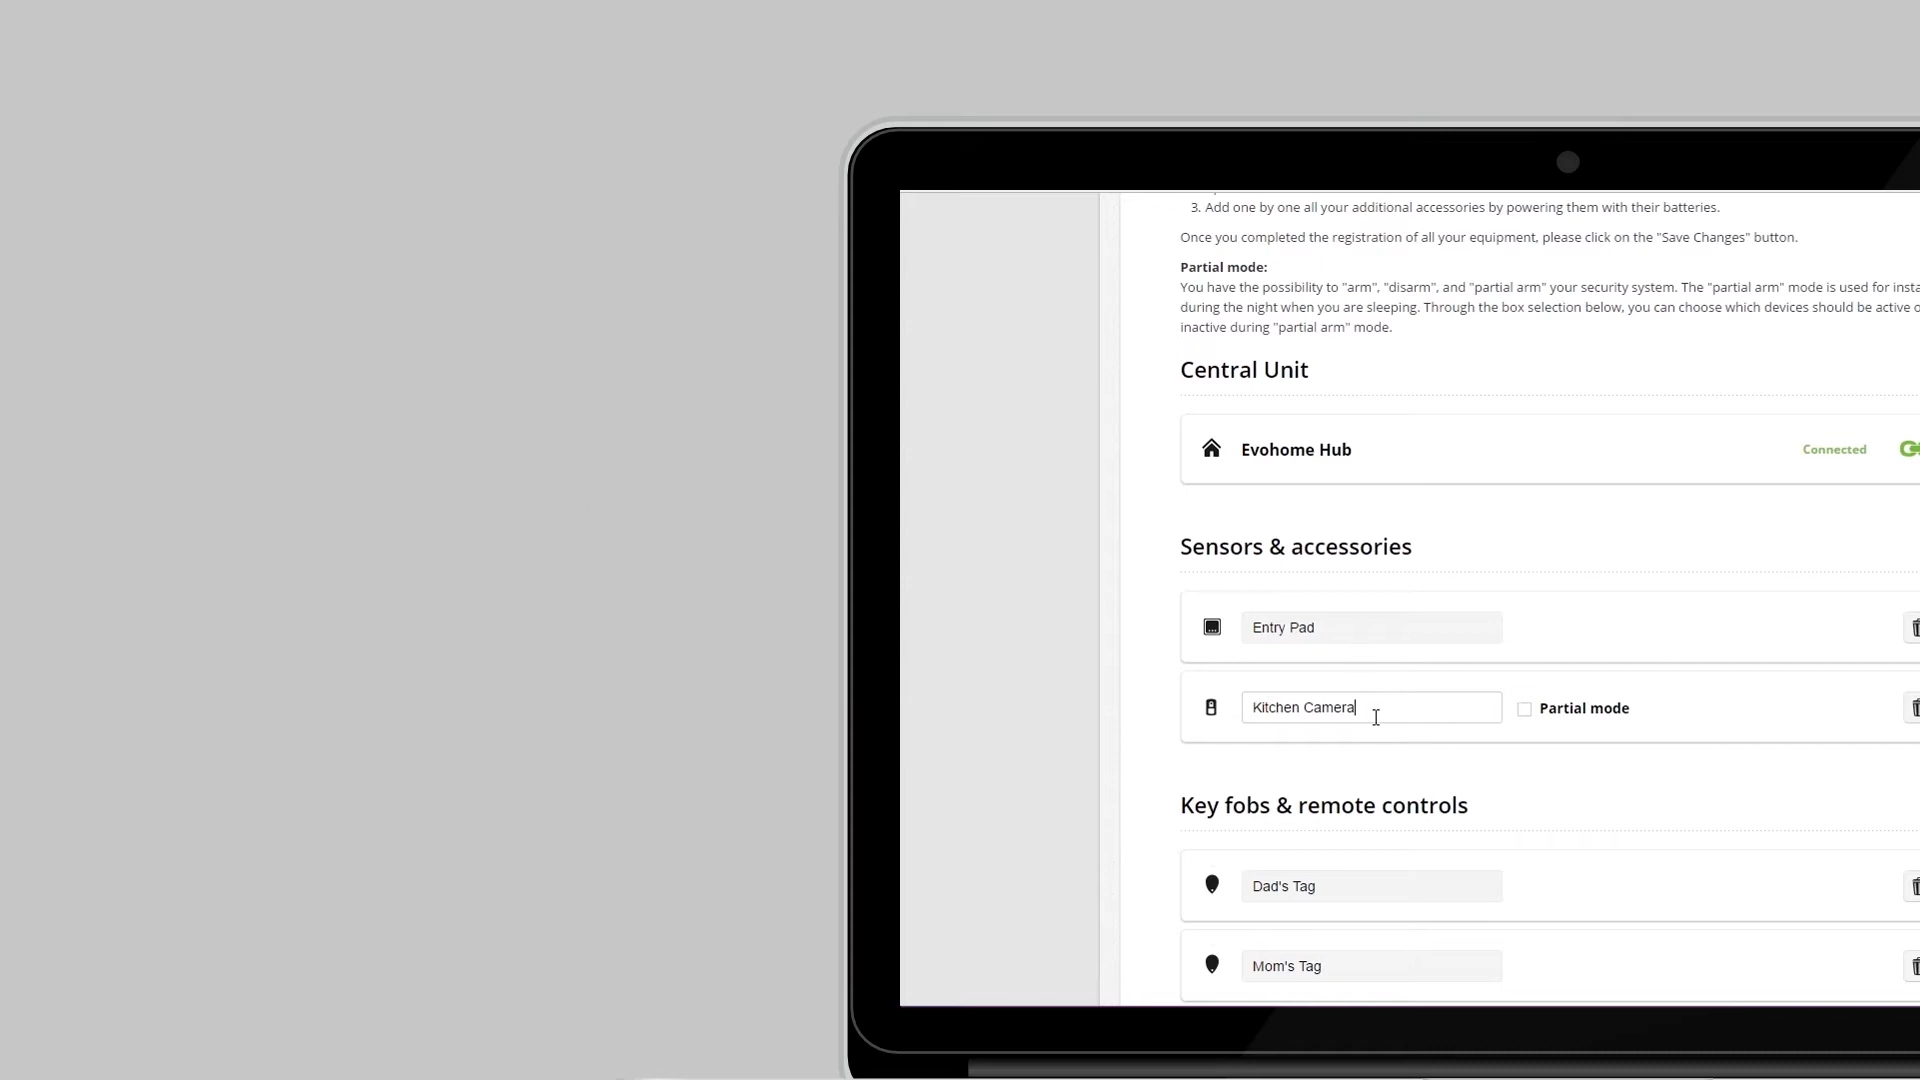 3. Add one by one all your additional accessories by powering them with their batteries.
Once you completed the registration of all your equipment, please click on the "Save Changes" button.
Partial mode:
You have the possibility to "arm", "disarm", and "partial arm" your security system. The "partial arm" mode is used for
during the night when you are sleeping. Through the box selection below, you can choose which devices should be active
inactive during "partial arm" mode.
Central Unit
Evohome Hub
Connected
Sensors & accessories
Entry Pad
Kitchen Camera
Partial mode
Key fobs & remote controls
Dad's Tag
Mom's Tag